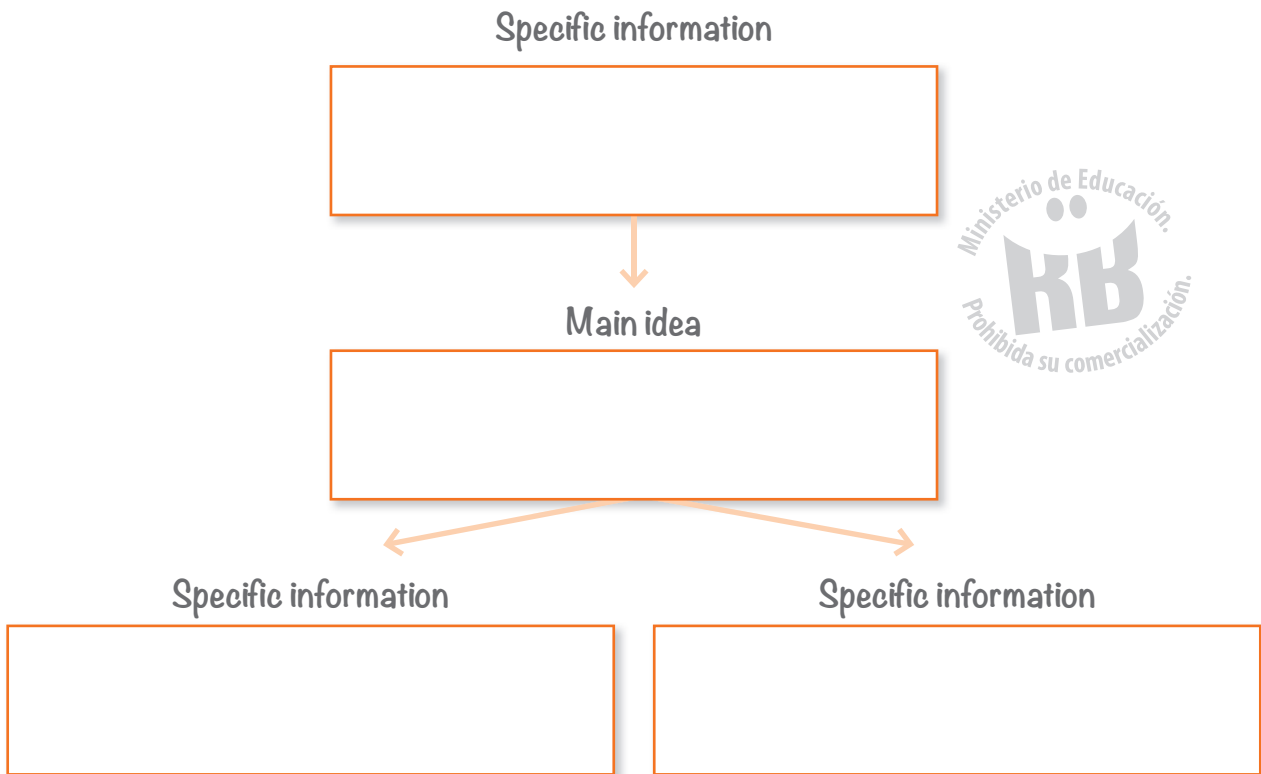 Specific information
Ministerio de Educación.
KB
Prohibida su comercialización.
Main idea
Specific information
Specific information